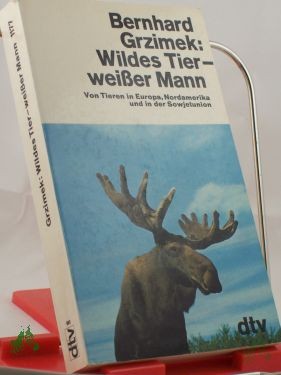 Bernhard
Grzimek:
Wildes Tier–
weißer Mann
Von Tieren in Europa, Nordamerika
und in der Sowjetunion
dtv
Grzimek: Wildes Tier–weißer Mann 1177
dtv